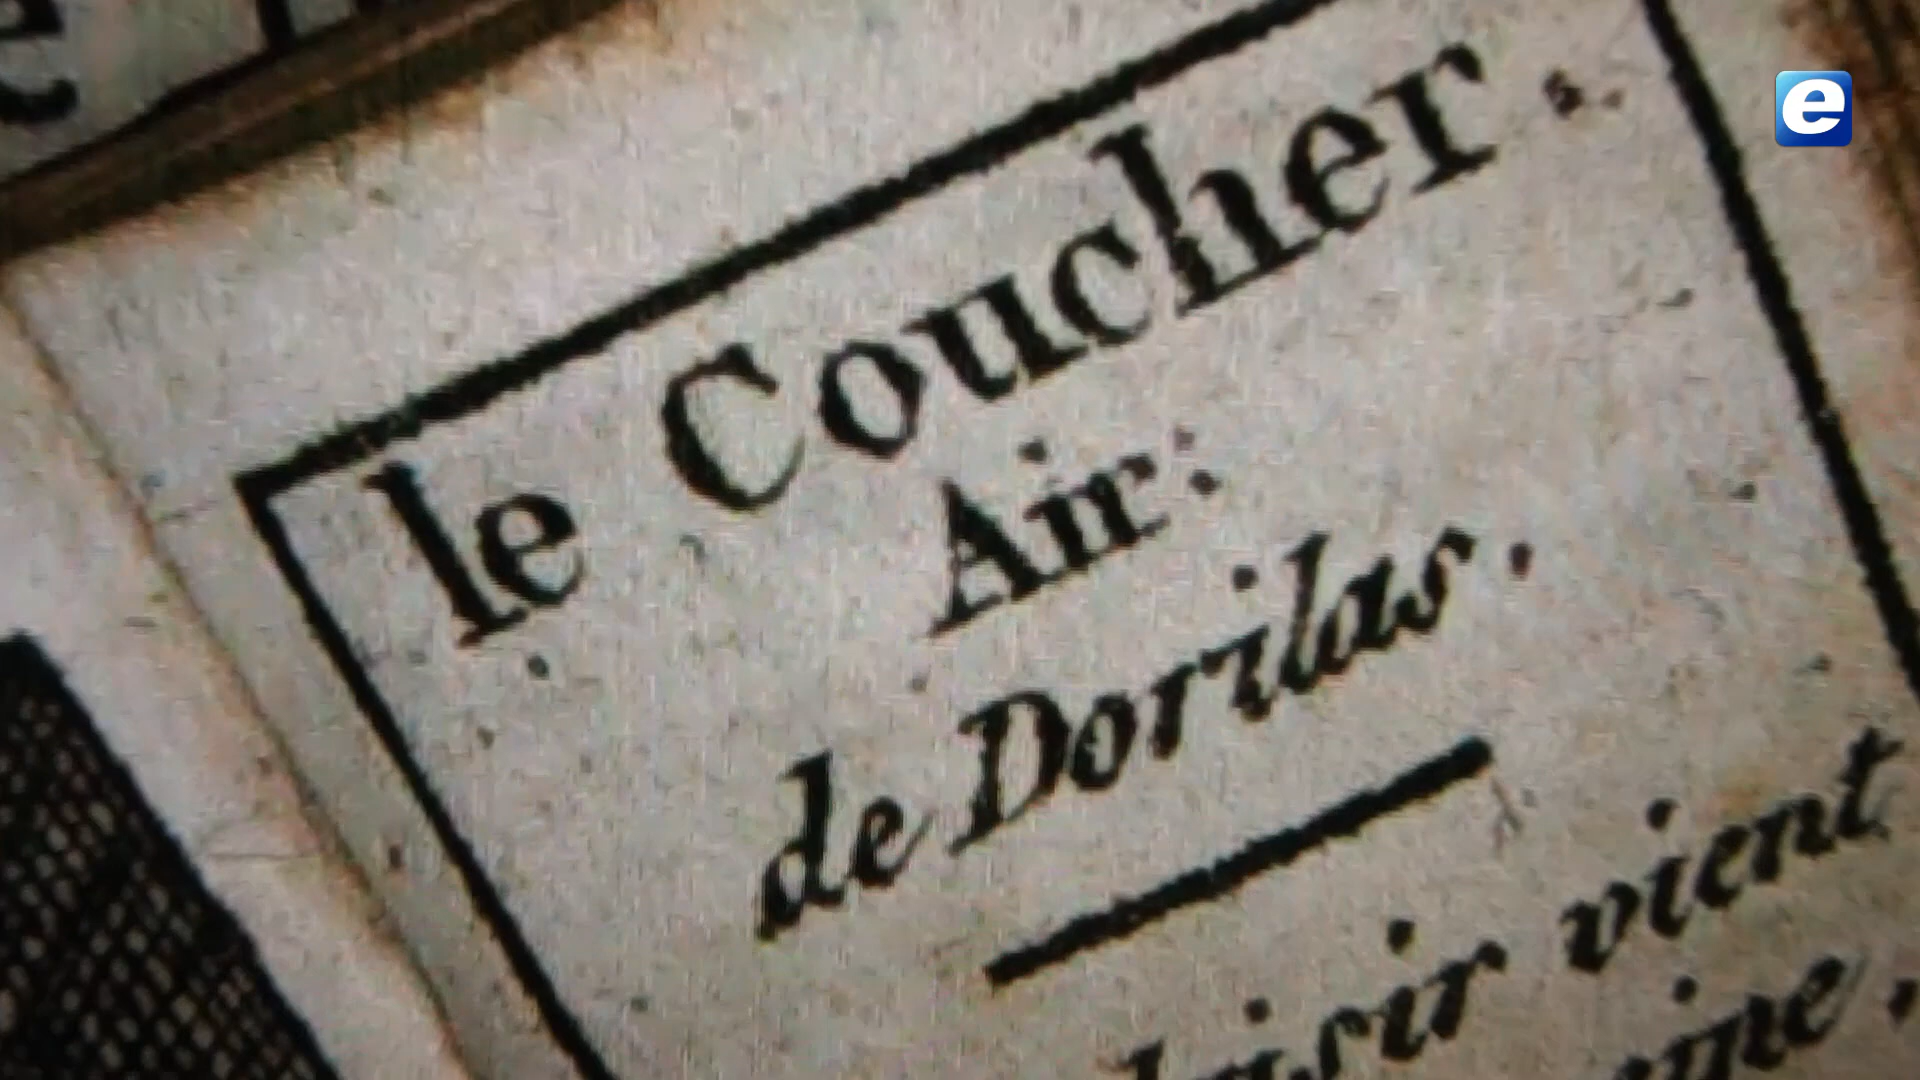 le Coucher.
Air:
de Dorilas.
vient
e